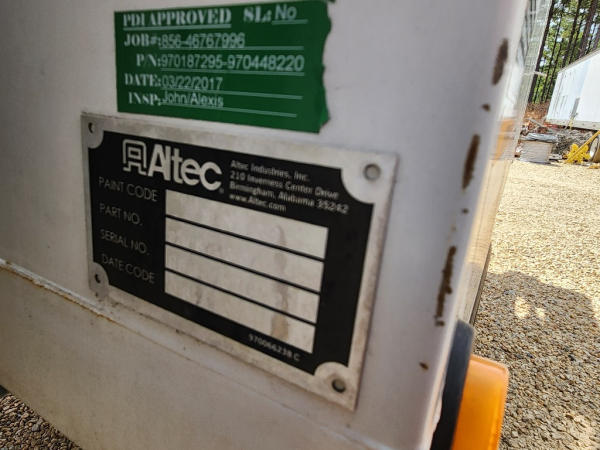 PDI APPROVED SL: No
JOB#: 856-46767996
P/N: 970187295-970448220
DATE: 03/22/2017
INSP: John/Alexis
Altec
Altec Industries, Inc.
210 Inverness Center Drive
Birmingham, Alabama 35242
www.Altec.com
PAINT CODE
PART NO.
SERIAL NO.
DATE CODE
970066238 C